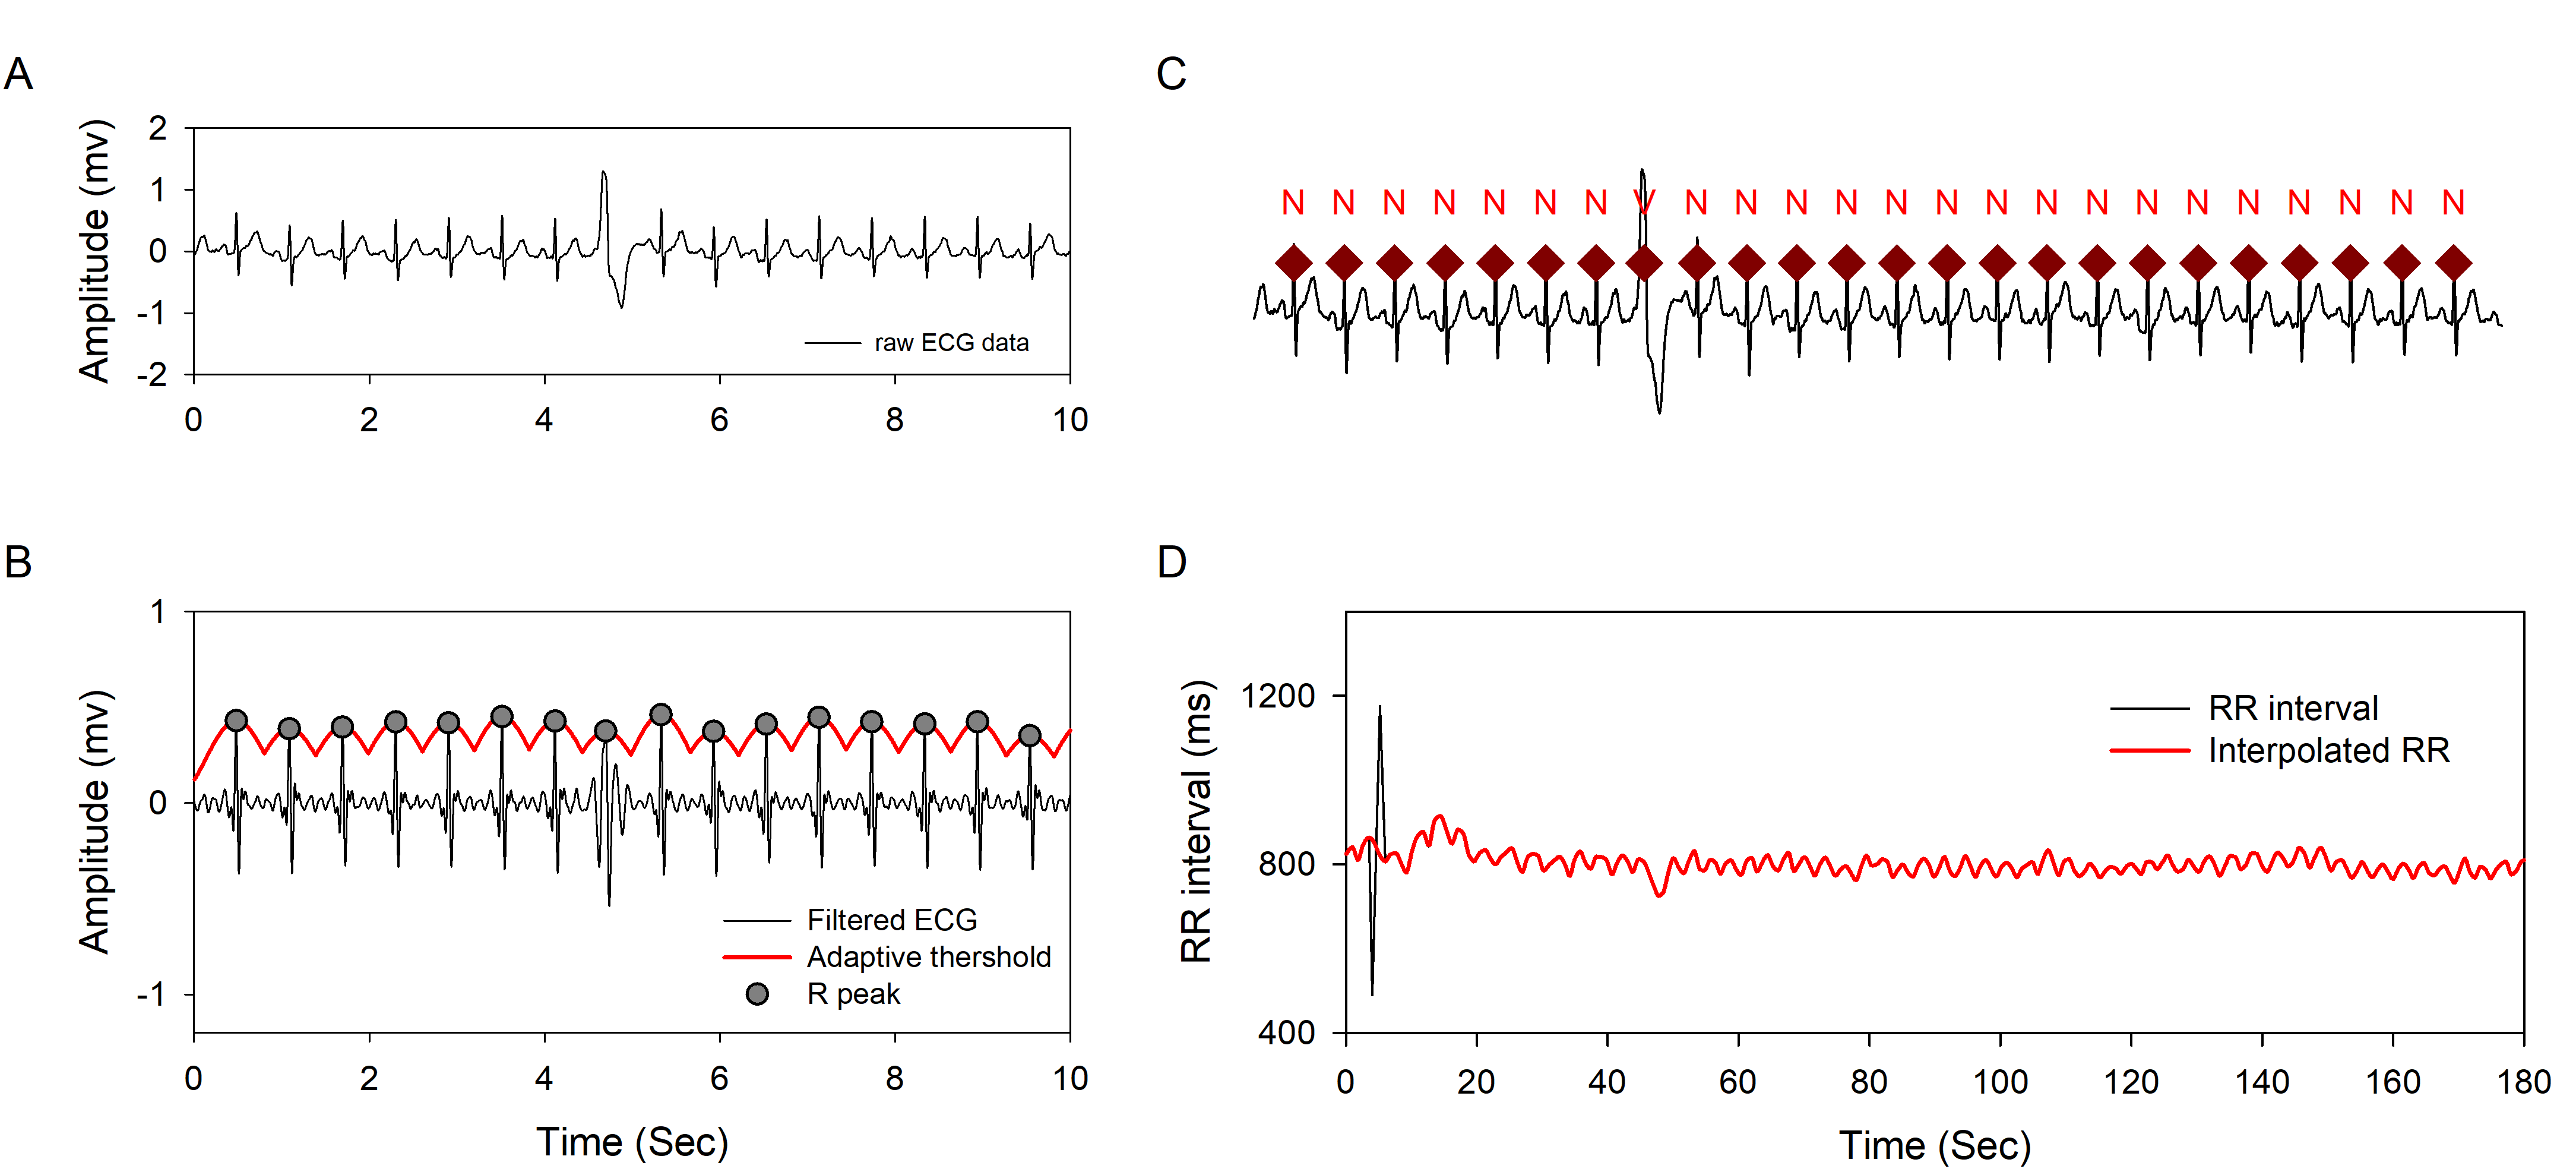 A
Amplitude (mv)
2
1
0
-1
-2
raw ECG data
0 2 4 6 8 10
B
Amplitude (mv)
1
0
-1
Filtered ECG
Adaptive thershold
R peak
0 2 4 6 8 10
Time (Sec)
C
N N N N N N N V N N N N N N N N N N N N N N N N
D
RR interval (ms)
1200
800
400
RR interval
Interpolated RR
0 20 40 60 80 100 120 140 160 180
Time (Sec)